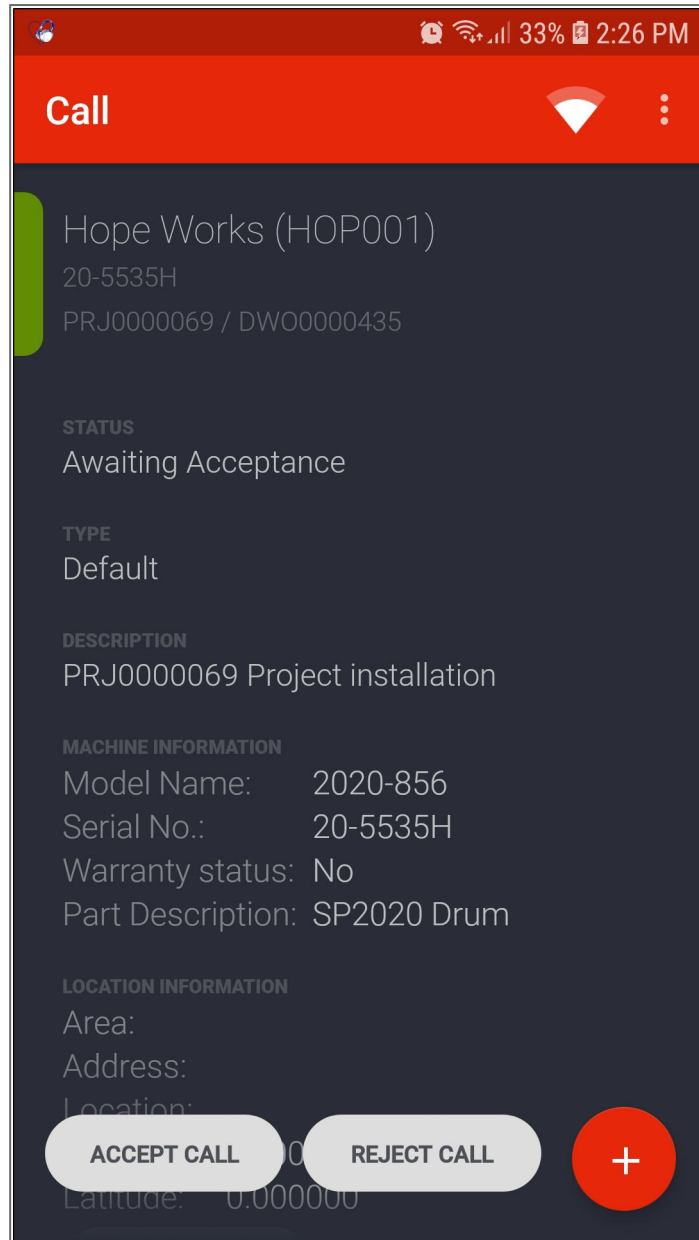 33% 2:26 PM
Call
Hope Works (HOP001)
20-5535H
PRJ0000069 / DWO0000435
STATUS
Awaiting Acceptance
TYPE
Default
DESCRIPTION
PRJ0000069 Project installation
MACHINE INFORMATION
Model Name: 2020-856
Serial No.: 20-5535H
Warranty status: No
Part Description: SP2020 Drum
LOCATION INFORMATION
Area:
Address:
Location:
ACCEPT CALL REJECT CALL +
Latitude: 0.000000